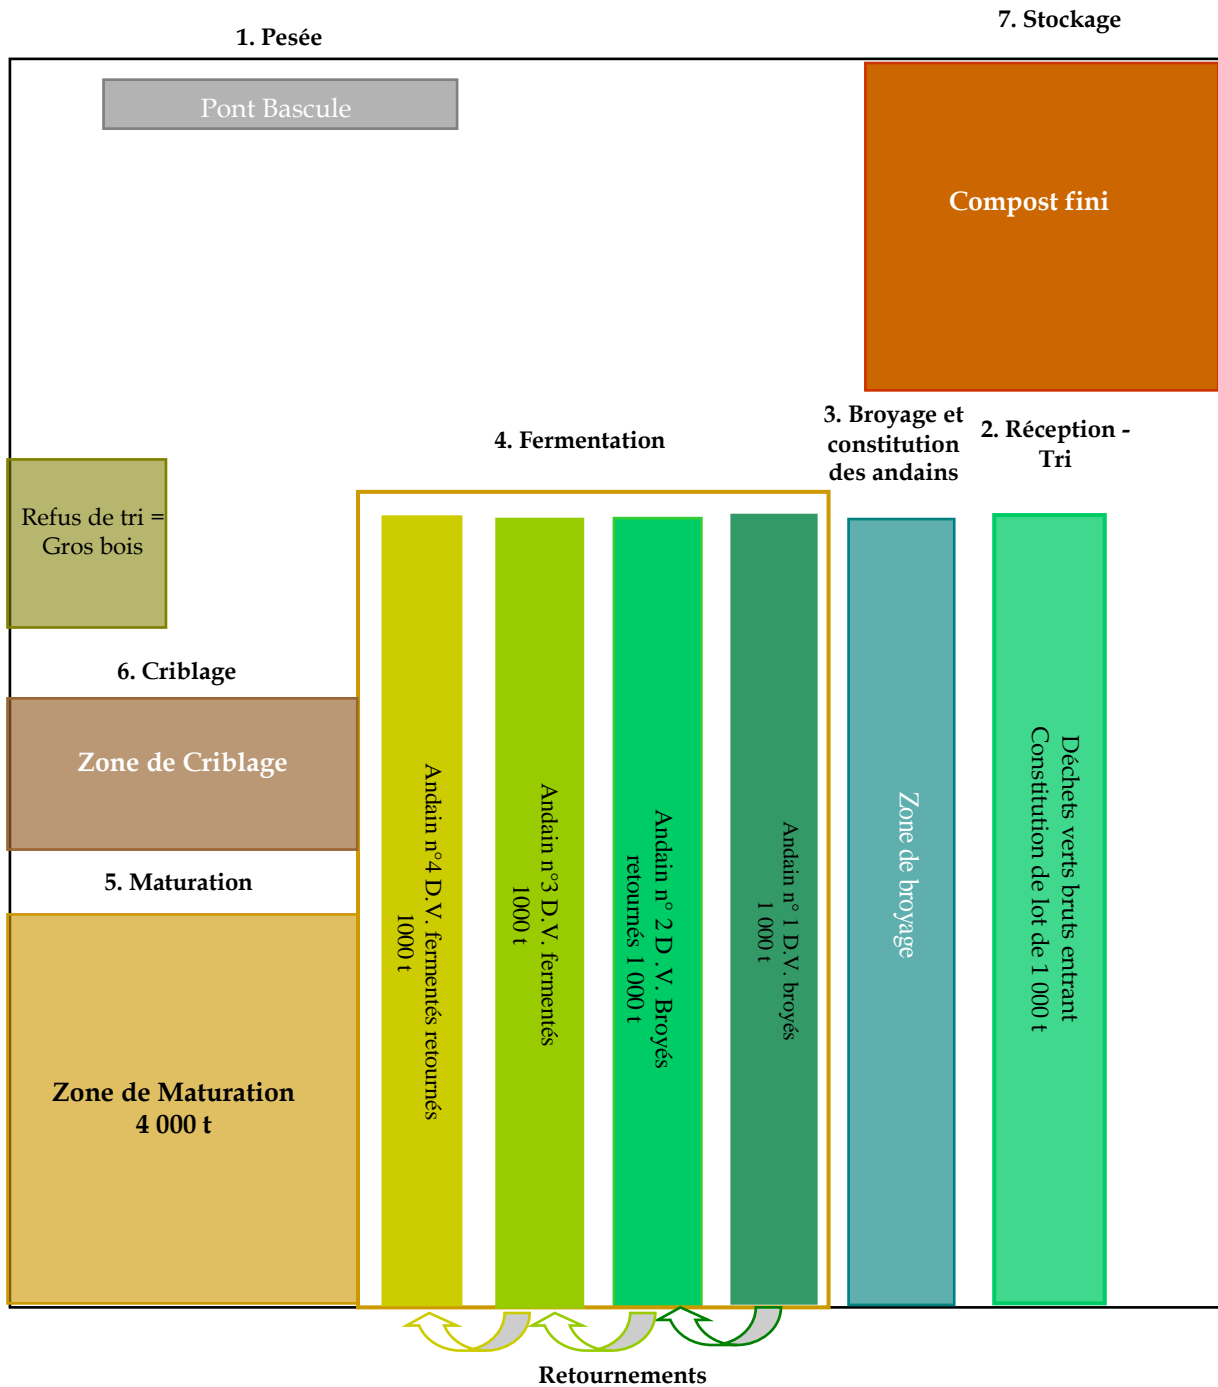 7. Stockage
1. Pesée
Pont Bascule
Compost fini
3. Broyage et
constitution
des andains
2. Réception -
Tri
4. Fermentation
Refus de tri =
Gros bois
6. Criblage
Zone de Criblage
5. Maturation
Zone de Maturation
4 000 t
Andain n°4 D.V. fermentés retournés
1000 t
Andain n°3 D.V. fermentés
1000 t
Andain n° 2 D .V. Broyés
retournés 1 000 t
Andain n° 1 D.V. broyés
1 000 t
Zone de broyage
Déchets verts bruts entrant
Constitution de lot de 1 000 t
Retournements